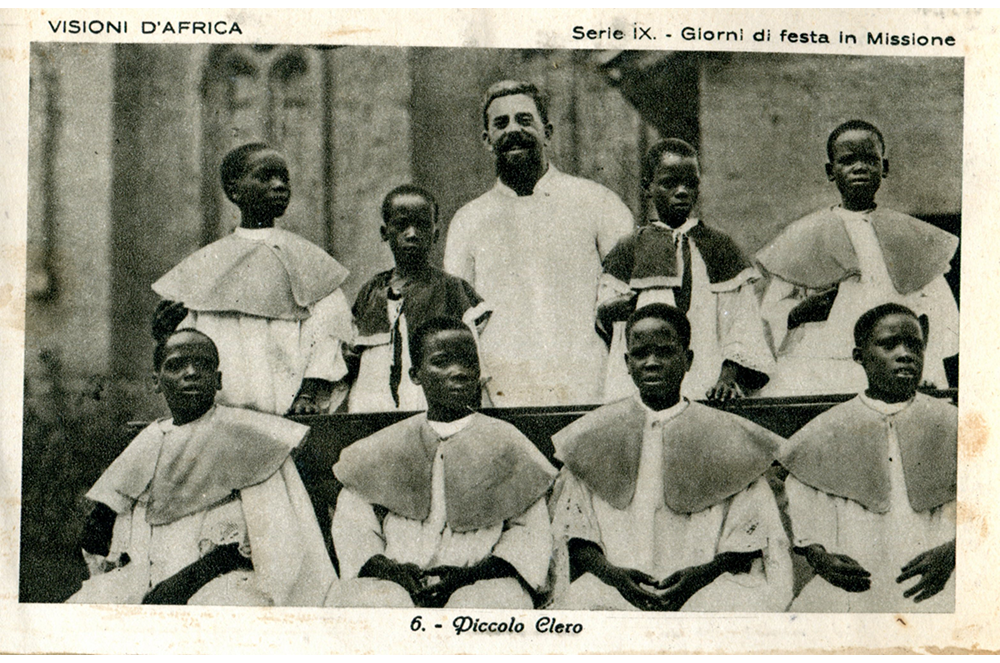 VISIONI D'AFRICA
Serie IX. - Giorni di festa in Missione
6. - Piccolo Clero